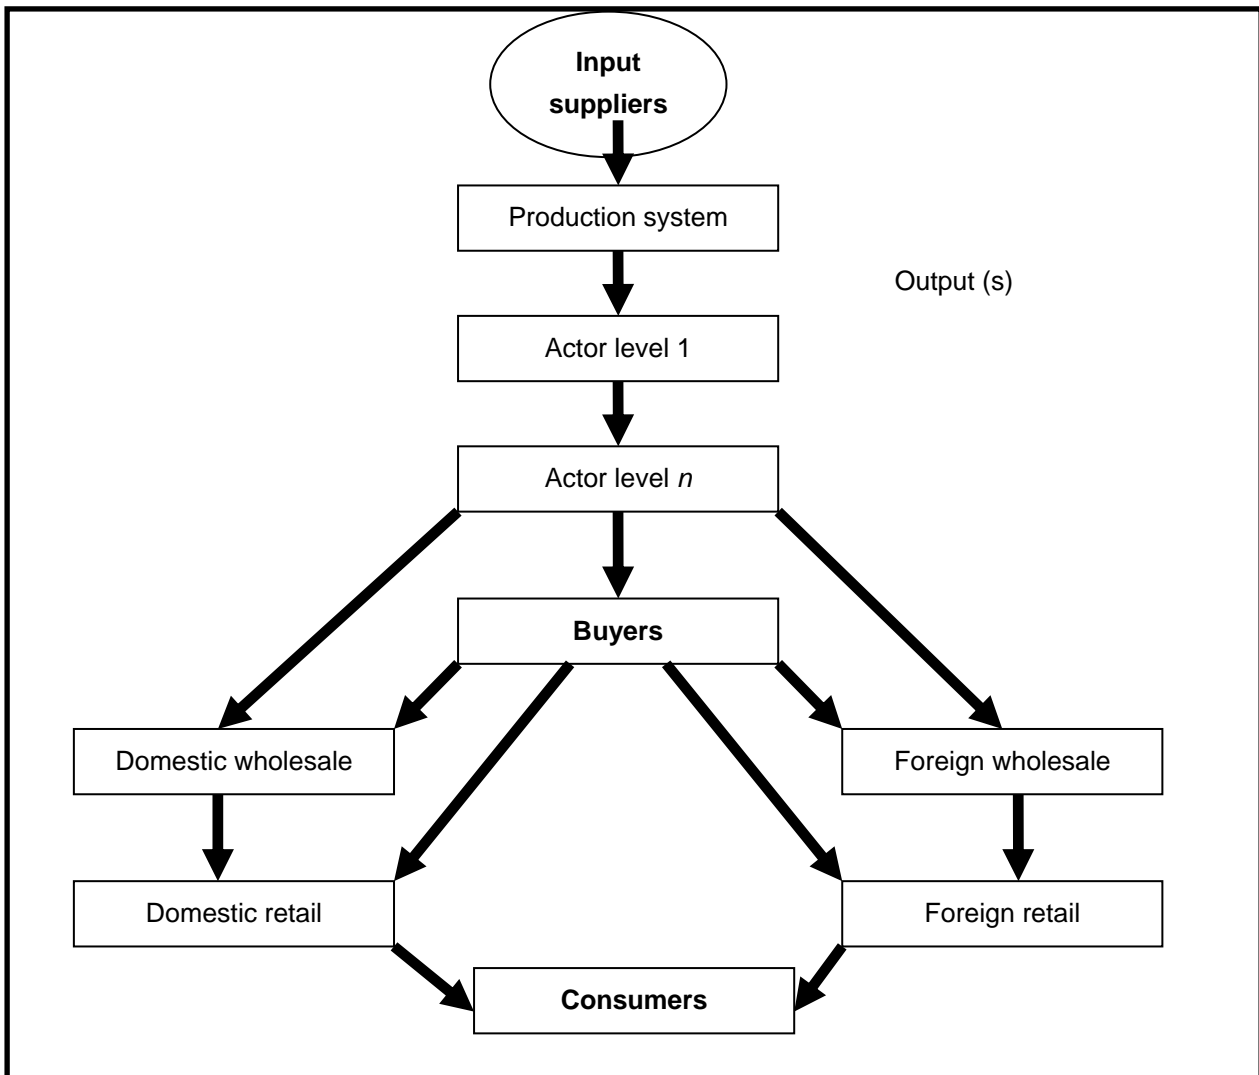 Input
suppliers
Production system
Output (s)
Actor level 1
Actor level n
Buyers
Domestic wholesale
Foreign wholesale
Domestic retail
Foreign retail
Consumers